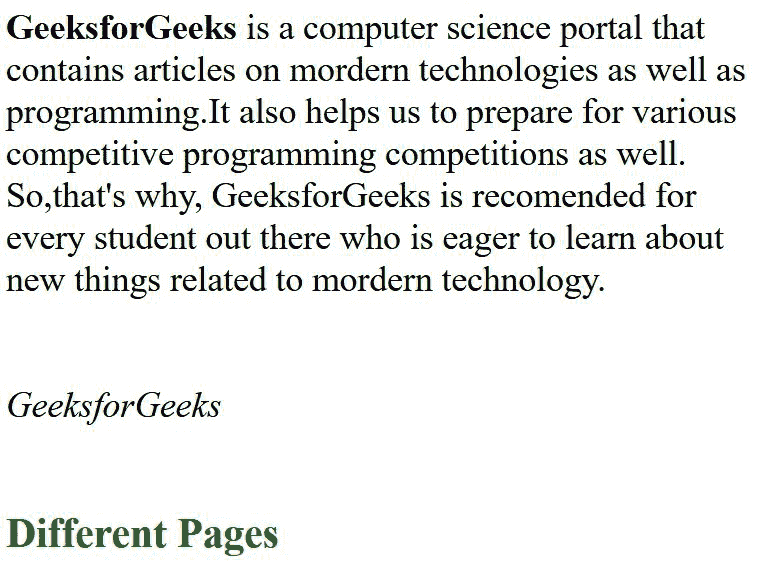 GeeksforGeeks is a computer science portal that
contains articles on mordern technologies as well as
programming.It also helps us to prepare for various
competitive programming competitions as well.
So,that's why, GeeksforGeeks is recomended for
every student out there who is eager to learn about
new things related to mordern technology.
GeeksforGeeks
Different Pages